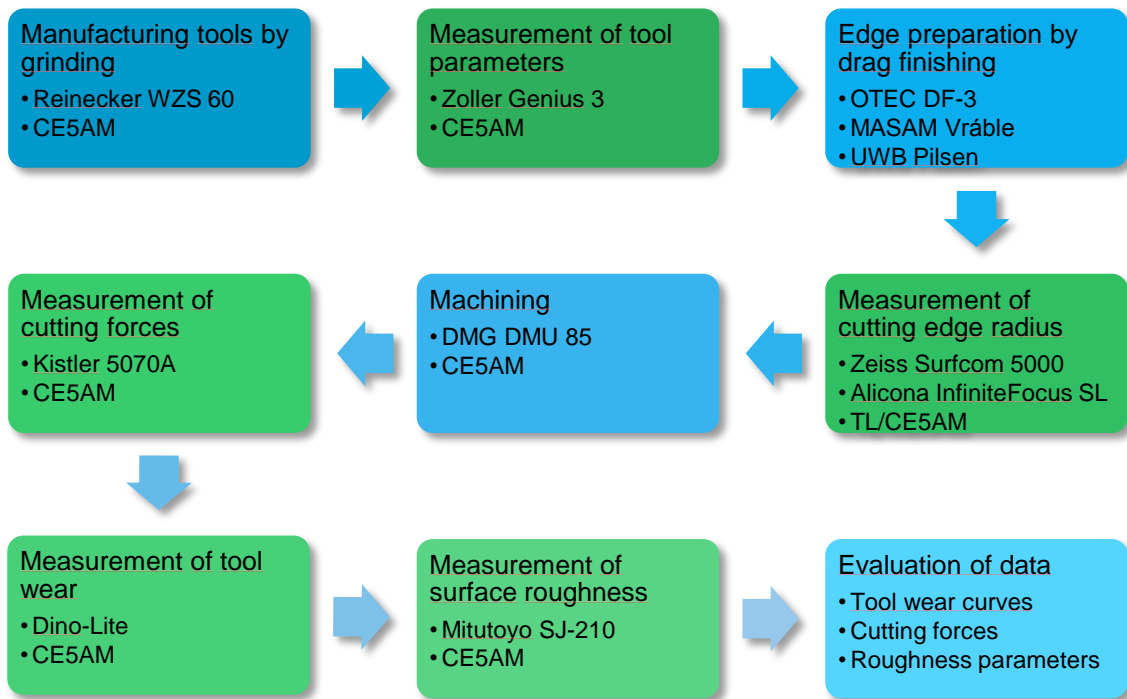 Manufacturing tools by
grinding
• Reinecker WZS 60
• CE5AM
Measurement of tool
parameters
• Zoller Genius 3
• CE5AM
Edge preparation by
drag finishing
• OTEC DF-3
• MASAM Vráble
• UWB Pilsen
Measurement of
cutting edge radius
• Zeiss Surfcom 5000
• Alicona InfiniteFocus SL
• TL/CE5AM
Machining
• DMG DMU 85
• CE5AM
Measurement of
cutting forces
• Kistler 5070A
• CE5AM
Measurement of tool
wear
• Dino-Lite
• CE5AM
Measurement of
surface roughness
• Mitutoyo SJ-210
• CE5AM
Evaluation of data
• Tool wear curves
• Cutting forces
• Roughness parameters